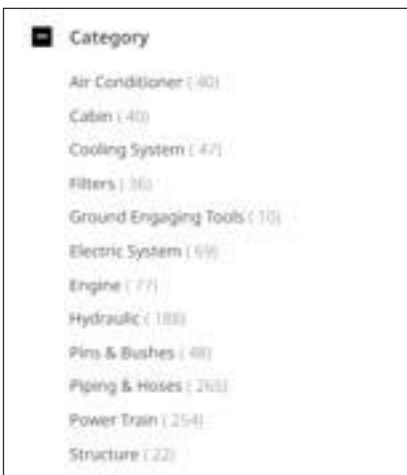 Category
Air Conditioner ( 40)
Cabin ( 40)
Cooling System ( 47)
Filters ( 36)
Ground Engaging Tools ( 10)
Electric System ( 69)
Engine ( 77)
Hydraulic ( 188)
Pins & Bushes ( 48)
Piping & Hoses ( 265)
Power Train ( 254)
Structure ( 22)